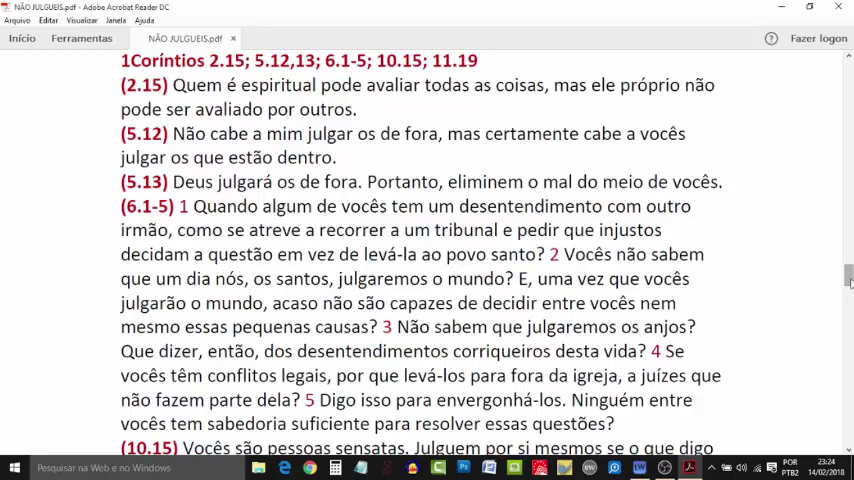 NÃO JULGUEIS.pdf - Adobe Acrobat Reader DC
Arquivo Editar Visualizar Janela Ajuda
Início Ferramentas NÃO JULGUEIS.pdf × Fazer logon
1Coríntios 2.15; 5.12,13; 6.1-5; 10.15; 11.19
(2.15) Quem é espiritual pode avaliar todas as coisas, mas ele próprio não
pode ser avaliado por outros.
(5.12) Não cabe a mim julgar os de fora, mas certamente cabe a vocês
julgar os que estão dentro.
(5.13) Deus julgará os de fora. Portanto, eliminem o mal do meio de vocês.
(6.1-5) 1 Quando algum de vocês tem um desentendimento com outro
irmão, como se atreve a recorrer a um tribunal e pedir que injustos
decidam a questão em vez de levá-la ao povo santo? 2 Vocês não sabem
que um dia nós, os santos, julgaremos o mundo? E, uma vez que vocês
julgarão o mundo, acaso não são capazes de decidir entre vocês nem
mesmo essas pequenas causas? 3 Não sabem que julgaremos os anjos?
Que dizer, então, dos desentendimentos corriqueiros desta vida? 4 Se
vocês têm conflitos legais, por que levá-los para fora da igreja, a juízes que
não fazem parte dela? 5 Digo isso para envergonhá-los. Ninguém entre
vocês tem sabedoria suficiente para resolver essas questões?
(10.15) Vocês são pessoas sensatas. Julguem por si mesmos se o que digo
Pesquisar na Web e no Windows
POR 23:24
PTB2 14/02/2018